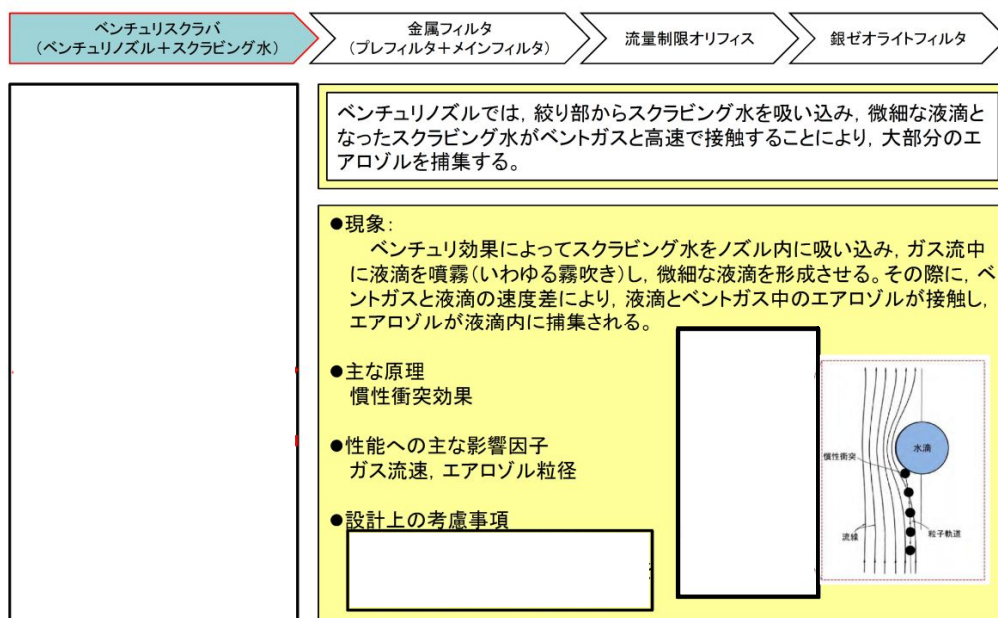 ベンチュリスクラバ
(ベンチュリノズル+スクラビング水)
金属フィルタ
(プレフィルタ+メインフィルタ)
流量制限オリフィス
銀ゼオライトフィルタ
ベンチュリノズルでは，絞り部からスクラビング水を吸い込み，微細な液滴と
なったスクラビング水がベントガスと高速で接触することにより，大部分のエ
アロゾルを捕集する。
●現象：
ベンチュリ効果によってスクラビング水をノズル内に吸い込み，ガス流中
に液滴を噴霧(いわゆる霧吹き)し，微細な液滴を形成させる。その際に，ベ
ントガスと液滴の速度差により，液滴とベントガス中のエアロゾルが接触し，
エアロゾルが液滴内に捕集される。
●主な原理
慣性衝突効果
●性能への主な影響因子
ガス流速，エアロゾル粒径
●設計上の考慮事項
水滴
慣性衝突
流線
粒子軌道